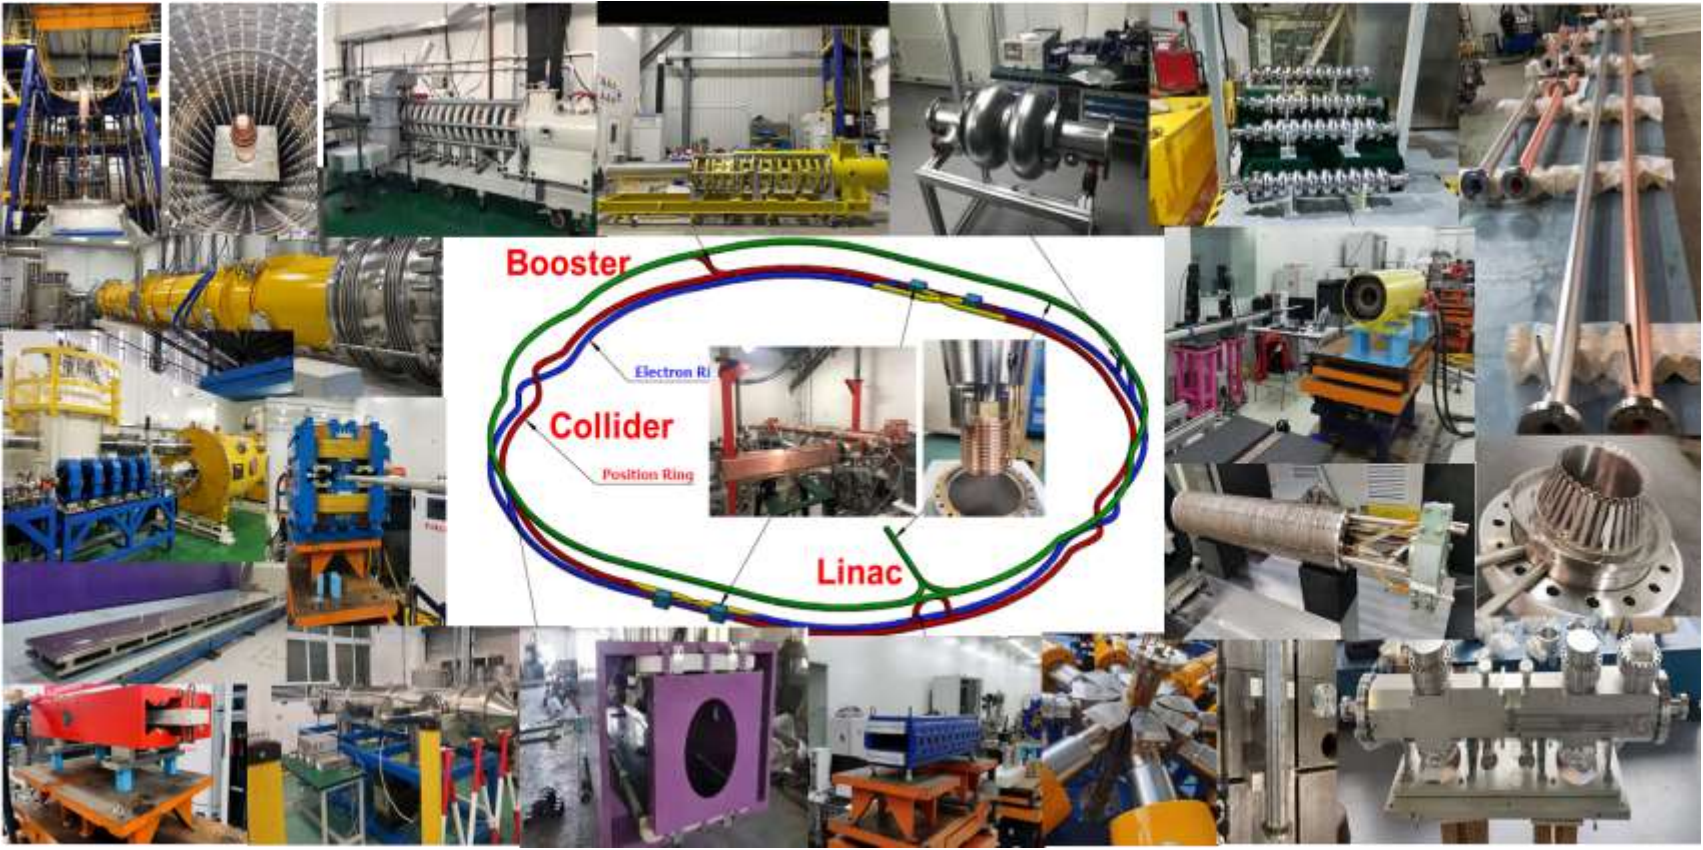 Booster
Electron Ri
Collider
Position Ring
Linac